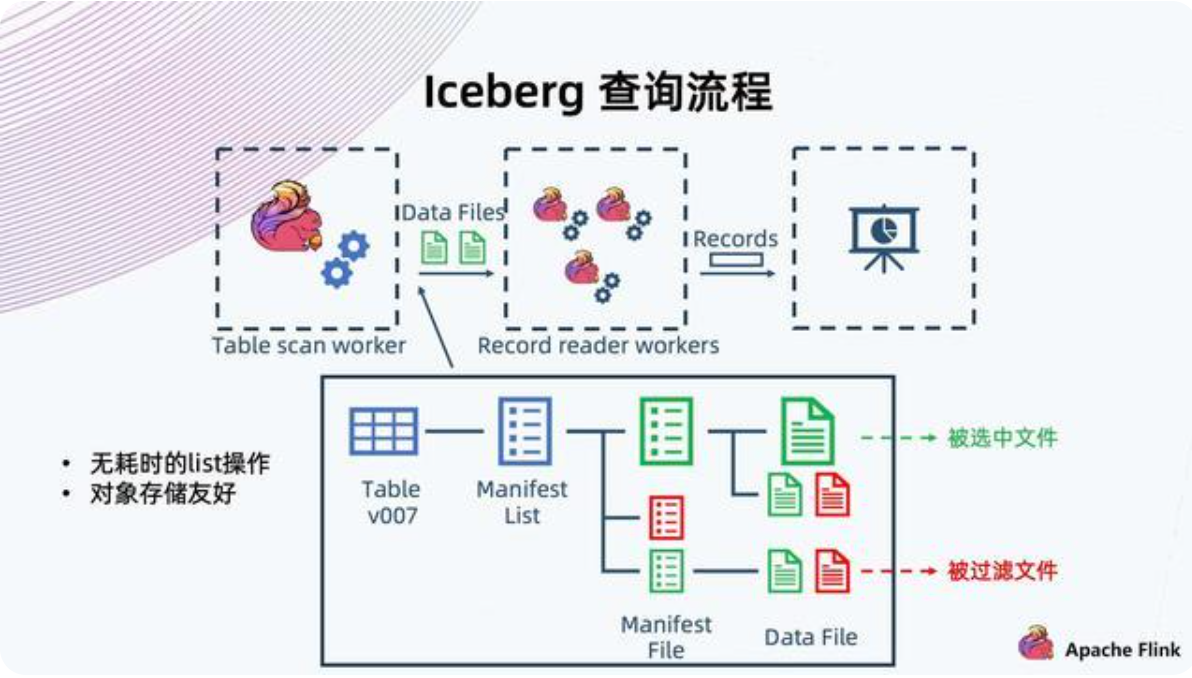 Iceberg 查询流程
Data Files
Records
Table scan worker
Record reader workers
• 无耗时的list操作
• 对象存储友好
Table
v007
Manifest
List
被选中文件
被过滤文件
Manifest
File
Data File
Apache Flink